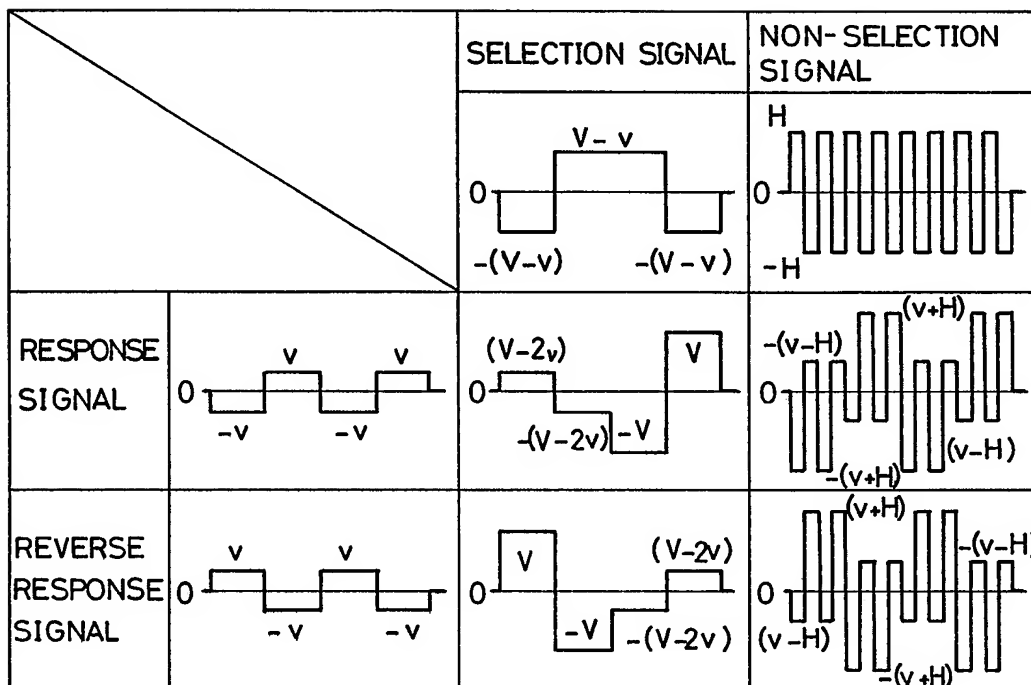 SELECTION SIGNAL
NON-SELECTION
SIGNAL
V-v
0
-(V-v)
-(V-v)
H
0
-H
RESPONSE
SIGNAL
v
v
0
-v
-v
(V-2v)
V
0
-(V-2v)
-V
(v+H)
-(v-H)
0
(v-H)
-(v+H)
REVERSE
RESPONSE
SIGNAL
v
v
0
-v
-v
V
(V-2v)
0
-V
-(V-2v)
(v+H)
-(v-H)
0
(v-H)
-(v+H)